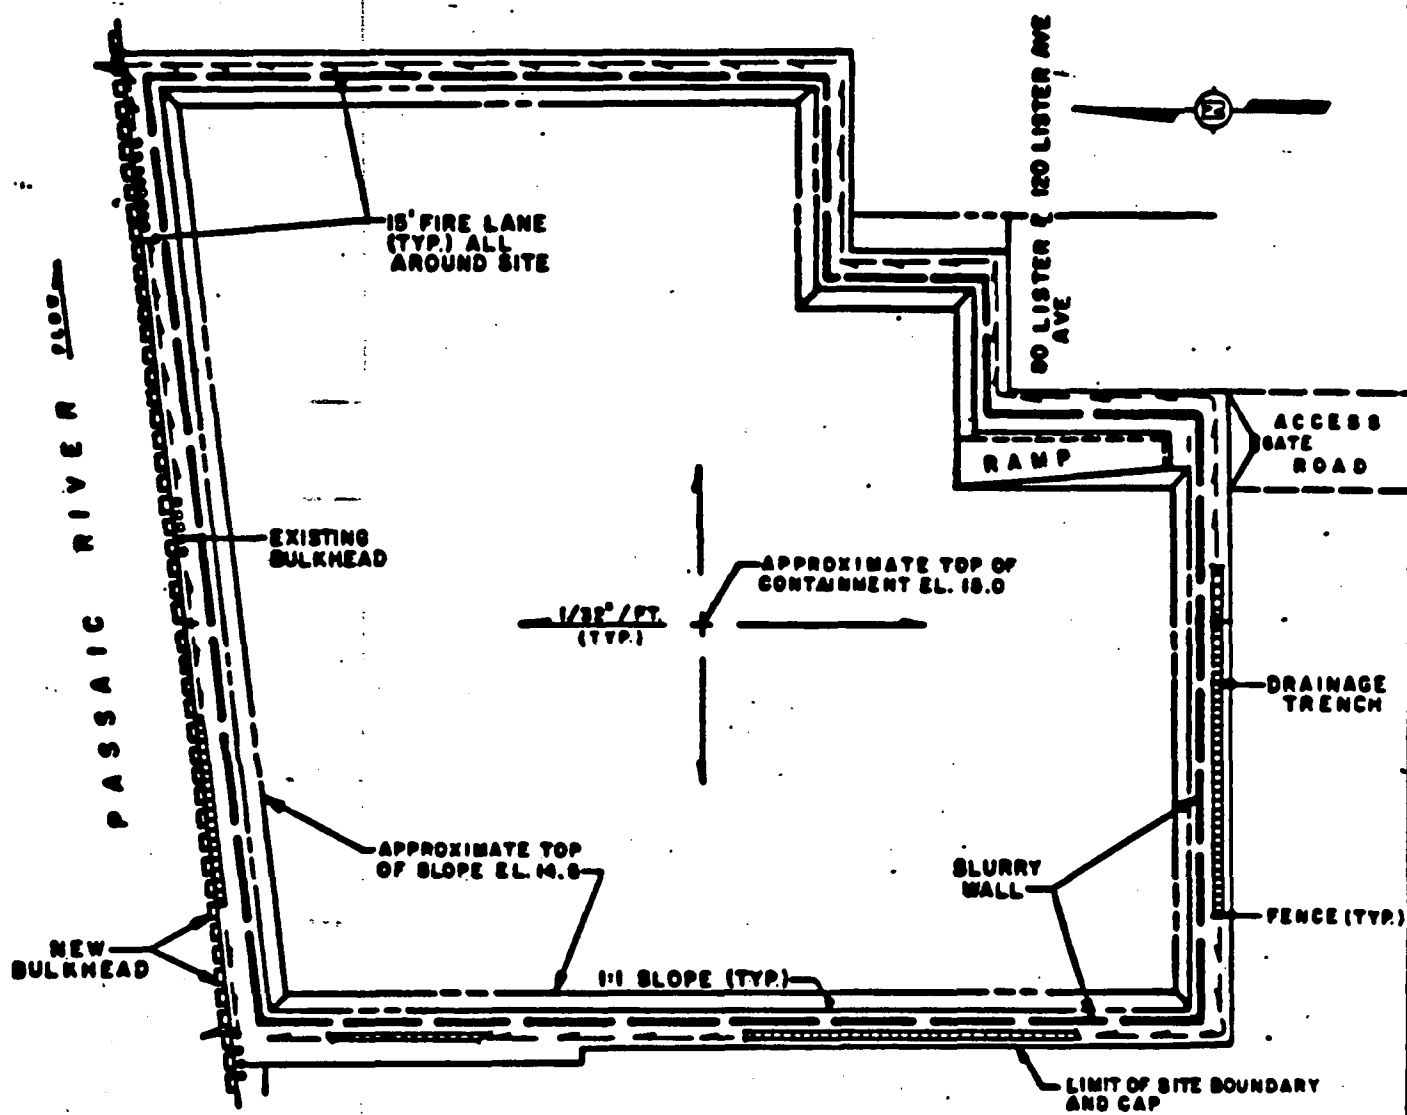 80 LISTER & 120 LISTER AVE
AVE
15' FIRE LANE
(TYP.) ALL
AROUND SITE
FLOW
PASSAIC RIVER
ACCESS
GATE
ROAD
RAMP
EXISTING
BULKHEAD
APPROXIMATE TOP OF
CONTAINMENT EL. 18.0
1/32"/FT.
(TYP.)
DRAINAGE
TRENCH
APPROXIMATE TOP
OF SLOPE EL. 14.5
SLURRY
WALL
FENCE (TYP.)
NEW
BULKHEAD
1:1 SLOPE (TYP.)
LIMIT OF SITE BOUNDARY
AND CAP